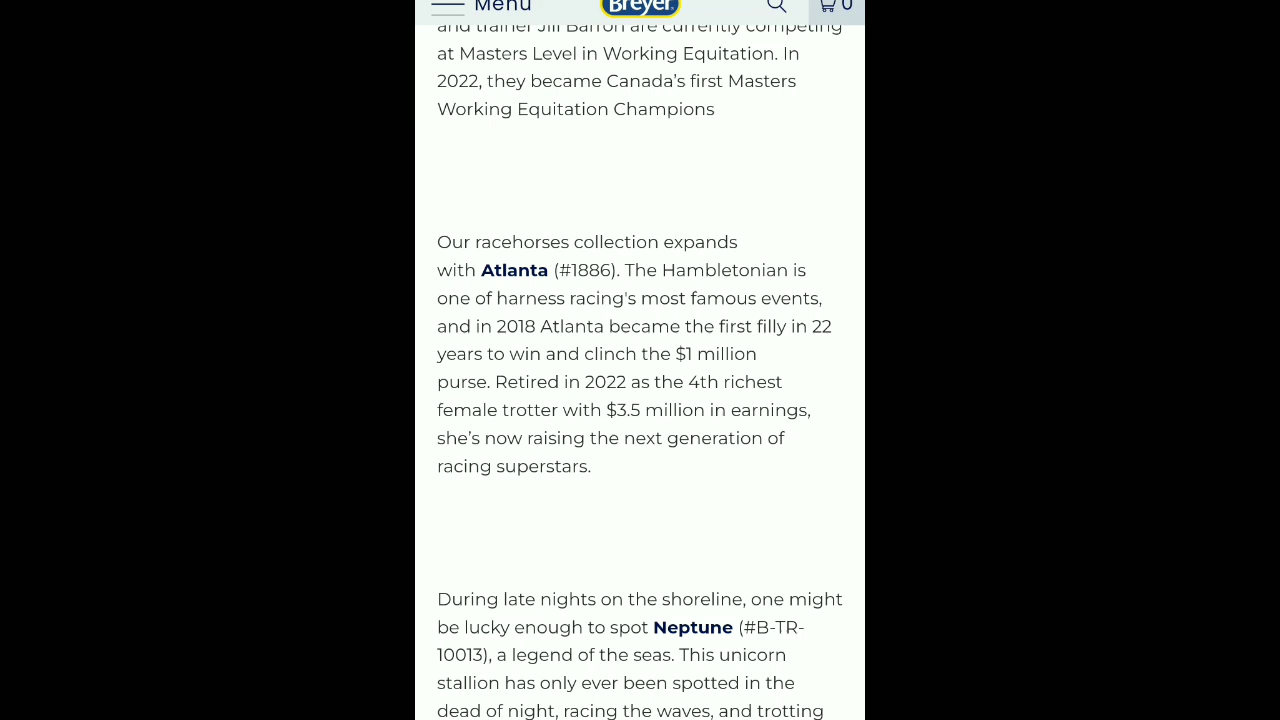 Menu
Breyer
0
and trainer Jill Barron are currently competing
at Masters Level in Working Equitation. In
2022, they became Canada’s first Masters
Working Equitation Champions
Our racehorses collection expands
with Atlanta (#1886). The Hambletonian is
one of harness racing's most famous events,
and in 2018 Atlanta became the first filly in 22
years to win and clinch the $1 million
purse. Retired in 2022 as the 4th richest
female trotter with $3.5 million in earnings,
she’s now raising the next generation of
racing superstars.
During late nights on the shoreline, one might
be lucky enough to spot Neptune (#B-TR-
10013), a legend of the seas. This unicorn
stallion has only ever been spotted in the
dead of night, racing the waves, and trotting